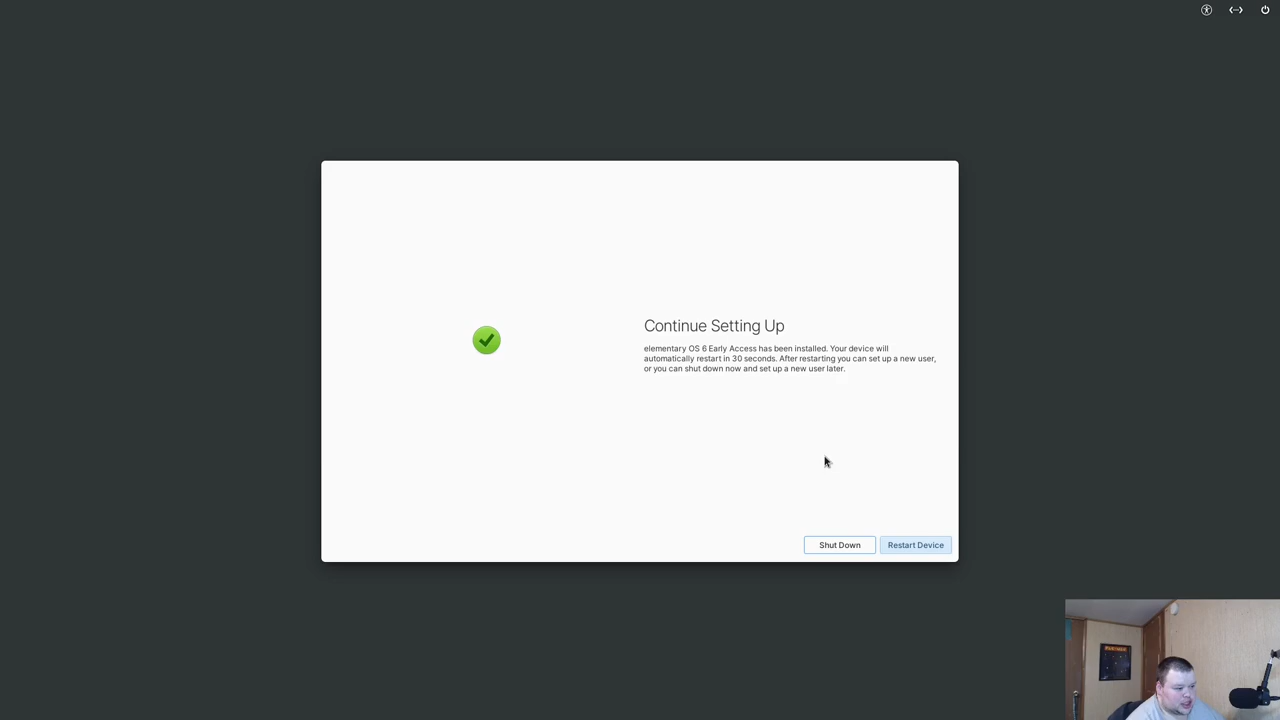 Continue Setting Up
elementary OS 6 Early Access has been installed. Your device will
automatically restart in 30 seconds. After restarting you can set up a new user,
or you can shut down now and set up a new user later.
Shut Down
Restart Device